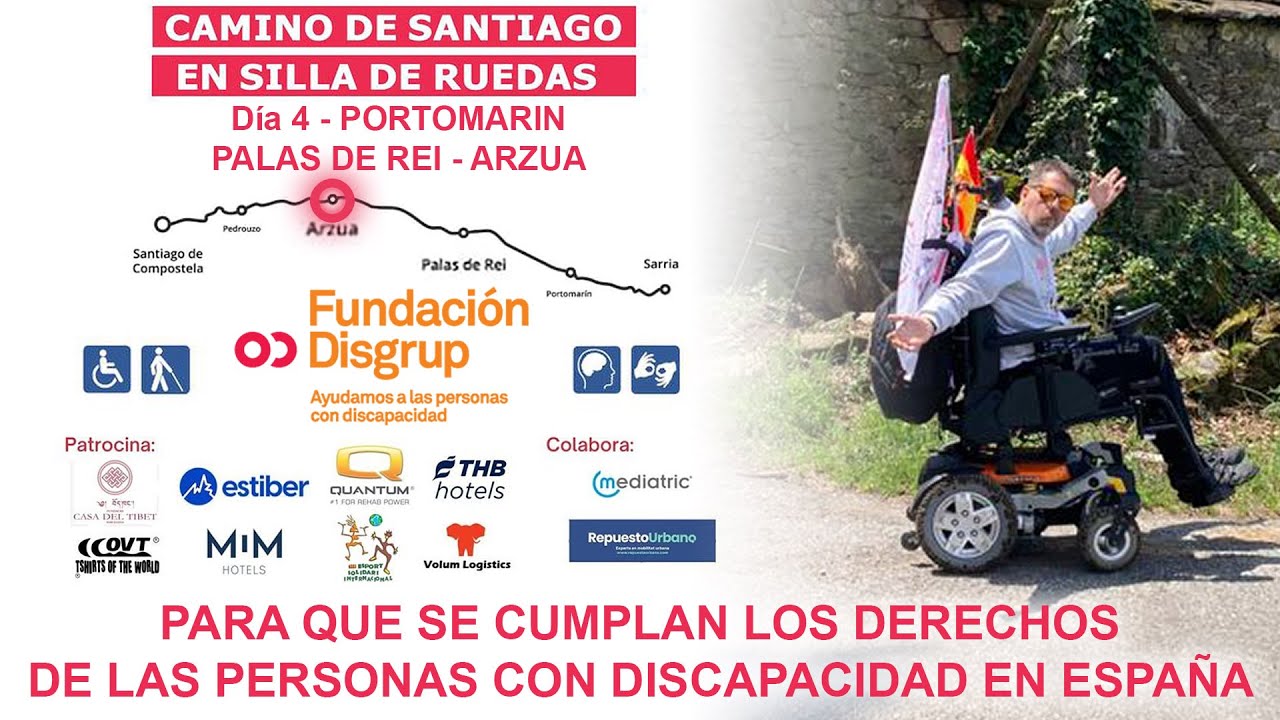 CAMINO DE SANTIAGO
EN SILLA DE RUEDAS
Día 4 - PORTOMARIN
PALAS DE REI - ARZUA
Santiago de
Compostela
Pedrouzo
Arzua
Palas de Rei
Portomarín
Sarria
Fundación
Disgrup
Ayudamos a las personas
con discapacidad
Patrocina:
CASA DEL TIBET
estiber
QUANTUM®
#1 FOR REHAB POWER
THB
hotels
OVT®
TSHIRTS OF THE WORLD
MIM
HOTELS
ESPORT
SOLIDARI
INTERNACIONAL
Volum Logistics
Colabora:
mediatric
RepuestoUrbano
PARA QUE SE CUMPLAN LOS DERECHOS
DE LAS PERSONAS CON DISCAPACIDAD EN ESPAÑA